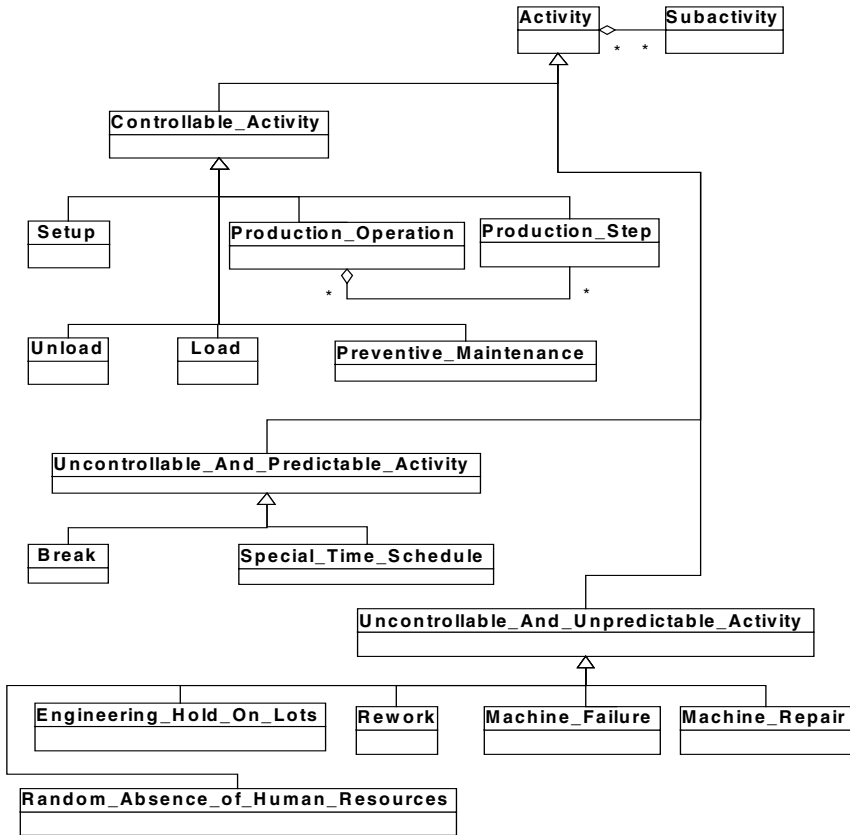 Activity
Subactivity
* *
Controllable_Activity
Setup
Production_Operation
Production_Step
* *
Unload
Load
Preventive_Maintenance
Uncontrollable_And_Predictable_Activity
Break
Special_Time_Schedule
Uncontrollable_And_Unpredictable_Activity
Engineering_Hold_On_Lots
Rework
Machine_Failure
Machine_Repair
Random_Absence_of_Human_Resources